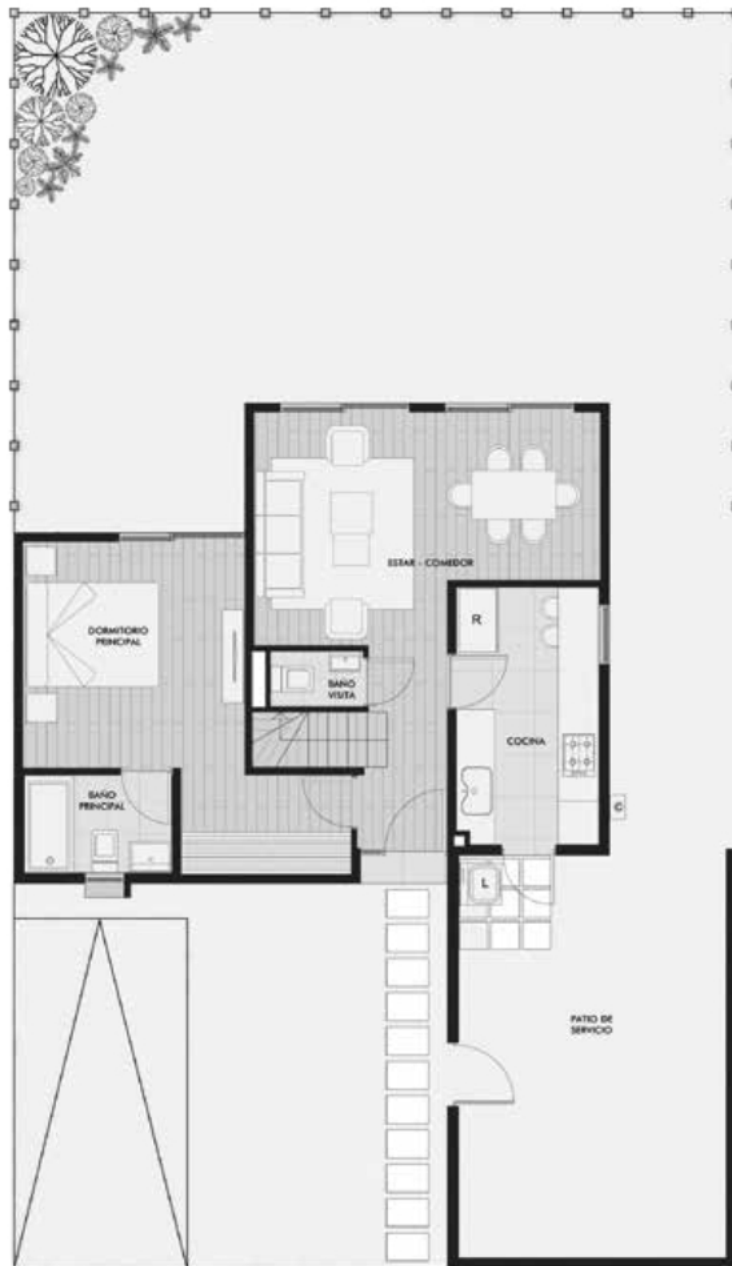 ESTAR - COMEDOR
R
DORMITORIO
PRINCIPAL
BAÑO
VISITA
COCINA
BAÑO
PRINCIPAL
C
L
PATIO DE
SERVICIO